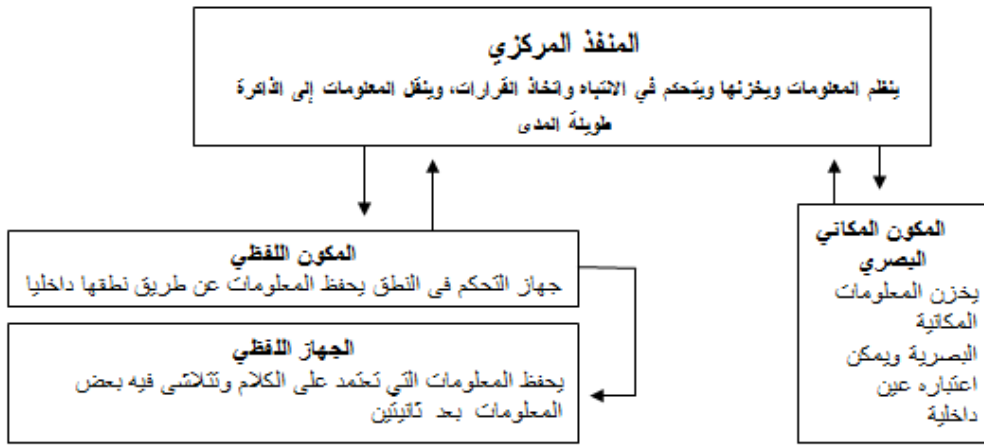 المنفذ المركزي
ينظم المعلومات ويخزنها ويتحكم في الانتباه واتخاذ القرارات، وينقل المعلومات إلى الذاكرة
طويلة المدى
المكون المكاني
البصري
يخزن المعلومات
المكانية
البصرية ويمكن
اعتباره عين
داخلية
المكون اللفظي
جهاز التحكم فى النطق يحفظ المعلومات عن طريق نطقها داخليا
الجهاز اللفظي
يحفظ المعلومات التي تعتمد على الكلام وتتلاشى فيه بعض
المعلومات بعد ثانيتين